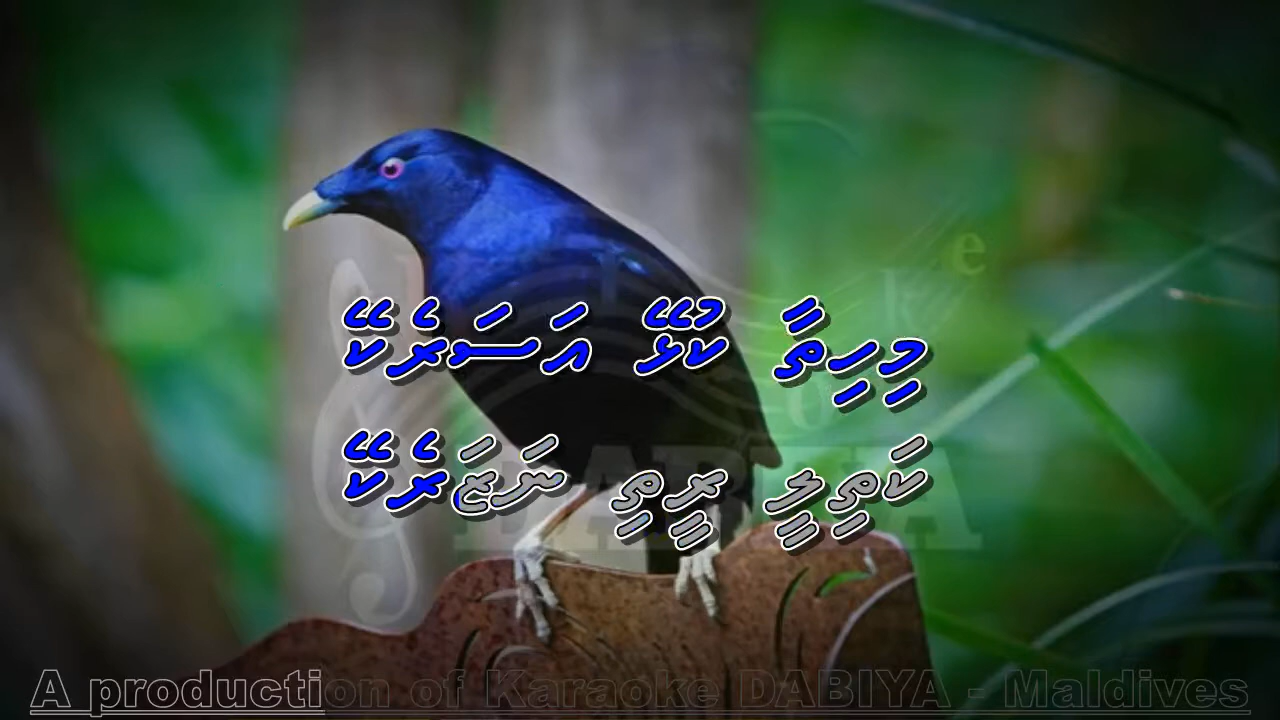 މިހިތާ ކުޅޭ އަސަރެކޭ
ކަތިލީ ރީތި ނަޒަރެކޭ
A production of Karaoke DABIYA - Maldives